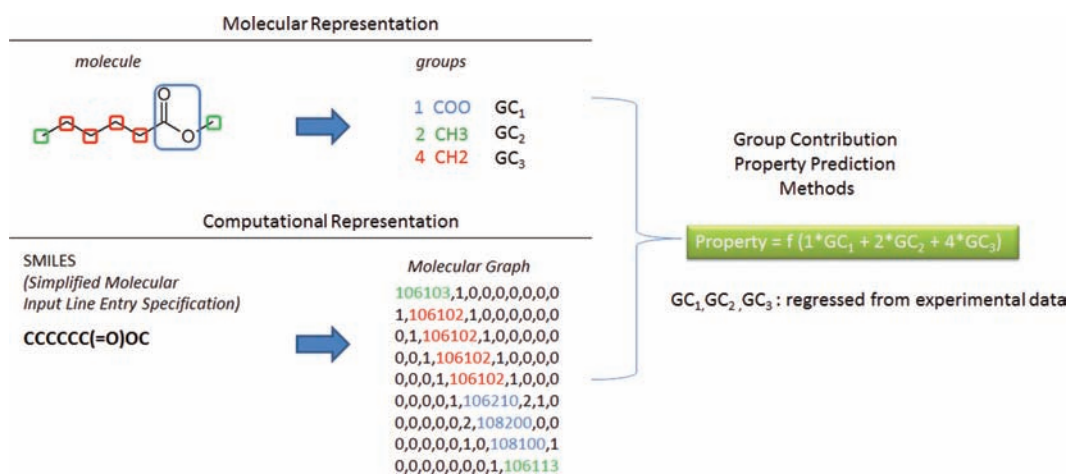 Molecular Representation
molecule
groups
O
O
1 COO GC1
2 CH3 GC2
4 CH2 GC3
Computational Representation
SMILES
(Simplified Molecular
Input Line Entry Specification)
CCCCCC(=O)OC
Molecular Graph
106103,1,0,0,0,0,0,0,0
1,106102,1,0,0,0,0,0,0
0,1,106102,1,0,0,0,0,0
0,0,1,106102,1,0,0,0,0
0,0,0,1,106102,1,0,0,0
0,0,0,0,1,106210,2,1,0
0,0,0,0,0,2,108200,0,0
0,0,0,0,0,1,0,108100,1
0,0,0,0,0,0,0,1,106113
Group Contribution
Property Prediction
Methods
Property = f (1*GC1 + 2*GC2 + 4*GC3)
GC1,GC2,GC3 : regressed from experimental data